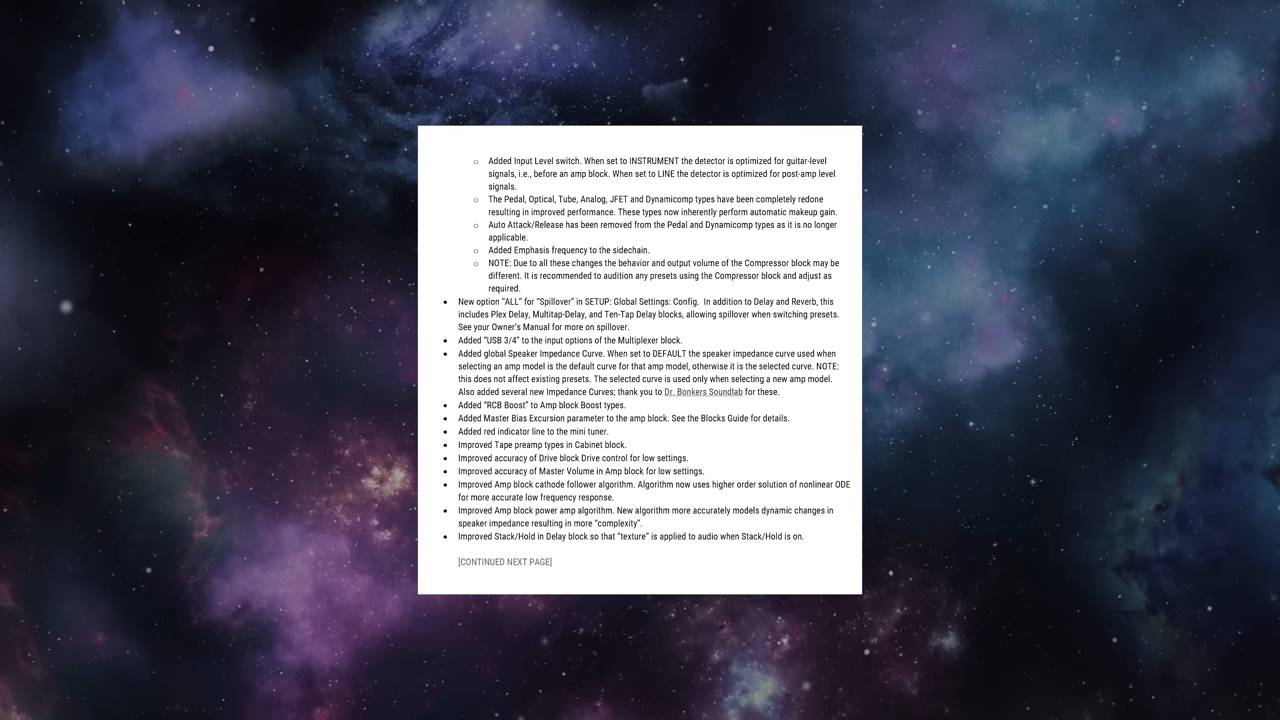 ○ Added Input Level switch. When set to INSTRUMENT the detector is optimized for guitar-level
signals, i.e., before an amp block. When set to LINE the detector is optimized for post-amp level
signals.
○ The Pedal, Optical, Tube, Analog, JFET and Dynamicomp types have been completely redone
resulting in improved performance. These types now inherently perform automatic makeup gain.
○ Auto Attack/Release has been removed from the Pedal and Dynamicomp types as it is no longer
applicable.
○ Added Emphasis frequency to the sidechain.
○ NOTE: Due to all these changes the behavior and output volume of the Compressor block may be
different. It is recommended to audition any presets using the Compressor block and adjust as
required.
• New option “ALL” for “Spillover” in SETUP: Global Settings: Config. In addition to Delay and Reverb, this
includes Plex Delay, Multitap-Delay, and Ten-Tap Delay blocks, allowing spillover when switching presets.
See your Owner’s Manual for more on spillover.
• Added “USB 3/4” to the input options of the Multiplexer block.
• Added global Speaker Impedance Curve. When set to DEFAULT the speaker impedance curve used when
selecting an amp model is the default curve for that amp model, otherwise it is the selected curve. NOTE:
this does not affect existing presets. The selected curve is used only when selecting a new amp model.
Also added several new Impedance Curves; thank you to Dr. Bonkers Soundlab for these.
• Added “RCB Boost” to Amp block Boost types.
• Added Master Bias Excursion parameter to the amp block. See the Blocks Guide for details.
• Added red indicator line to the mini tuner.
• Improved Tape preamp types in Cabinet block.
• Improved accuracy of Drive block Drive control for low settings.
• Improved accuracy of Master Volume in Amp block for low settings.
• Improved Amp block cathode follower algorithm. Algorithm now uses higher order solution of nonlinear ODE
for more accurate low frequency response.
• Improved Amp block power amp algorithm. New algorithm more accurately models dynamic changes in
speaker impedance resulting in more “complexity”.
• Improved Stack/Hold in Delay block so that “texture” is applied to audio when Stack/Hold is on.
[CONTINUED NEXT PAGE]